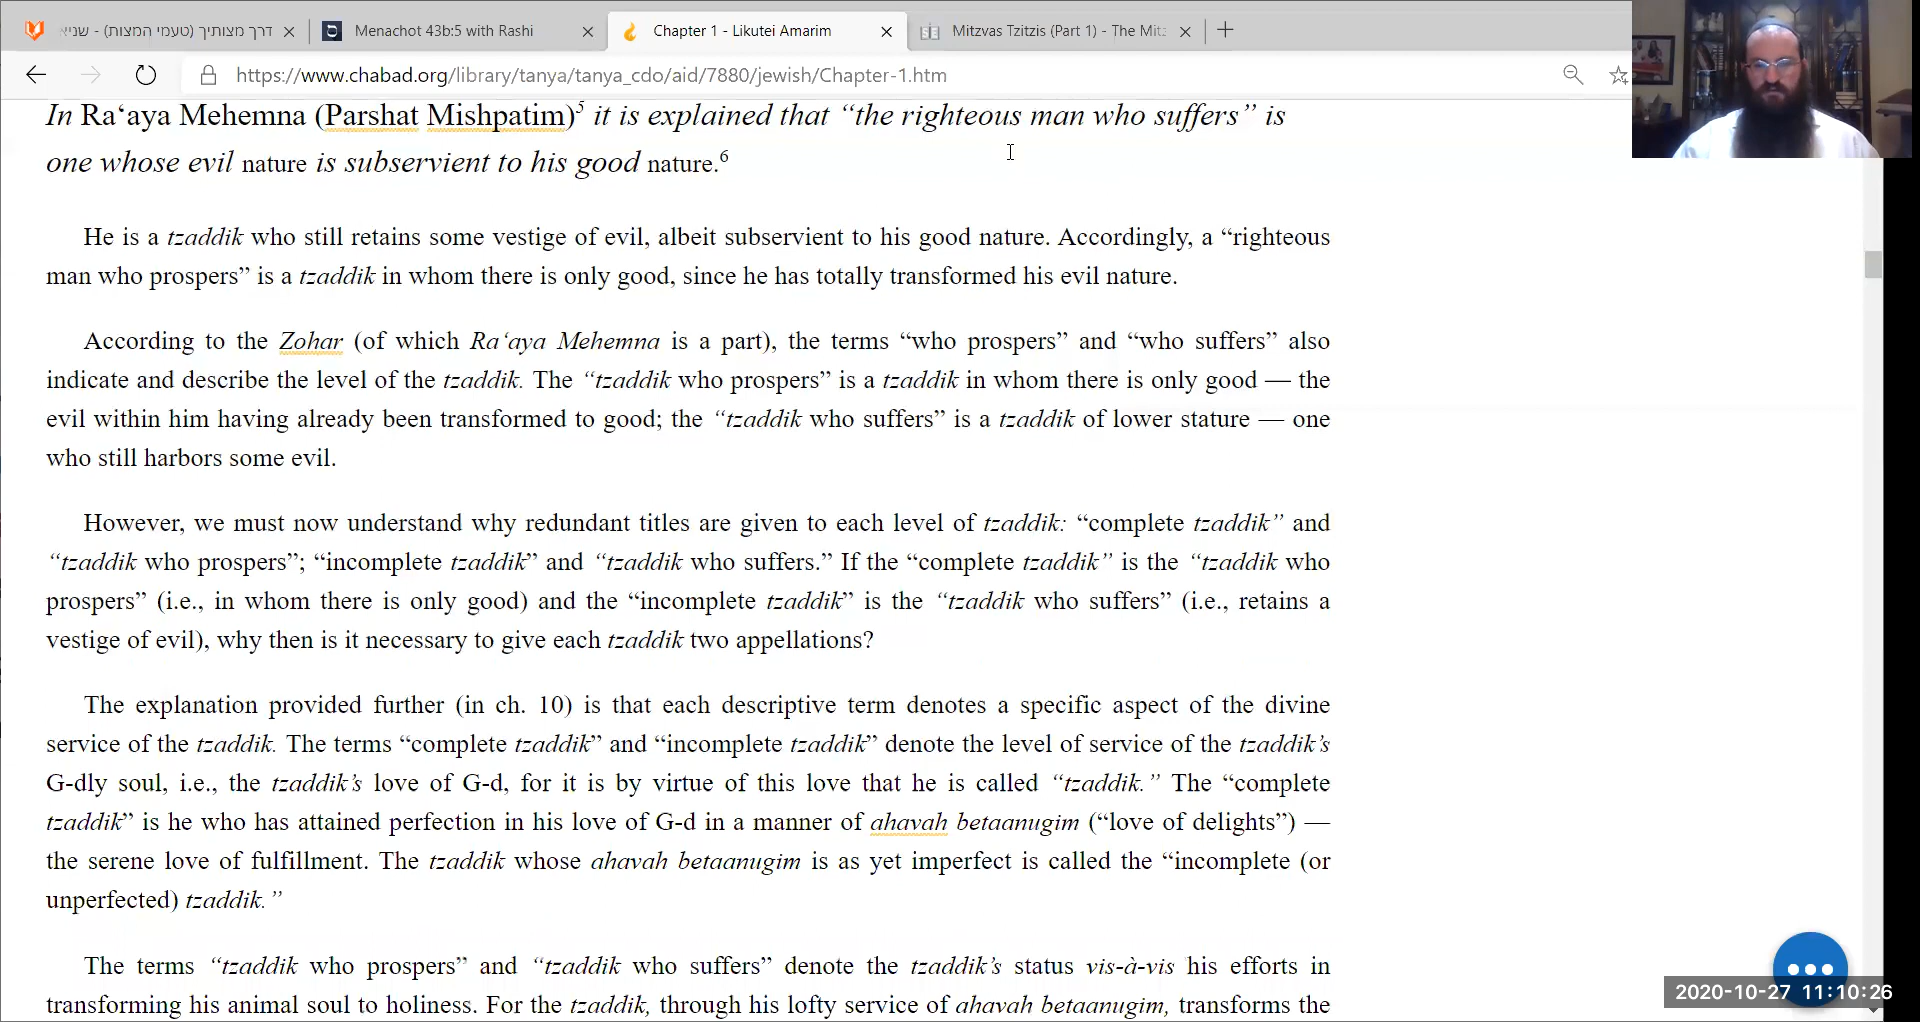 דרך מצותיך (טעמי המצות) - שניא
Menachot 43b:5 with Rashi
Chapter 1 - Likutei Amarim
Mitzvas Tzitzis (Part 1) - The Mitz
https://www.chabad.org/library/tanya/tanya_cdo/aid/7880/jewish/Chapter-1.htm
In Ra‘aya Mehemna (Parshat Mishpatim)5 it is explained that “the righteous man who suffers” is
one whose evil nature is subservient to his good nature.6
He is a tzaddik who still retains some vestige of evil, albeit subservient to his good nature. Accordingly, a “righteous
man who prospers” is a tzaddik in whom there is only good, since he has totally transformed his evil nature.
According to the Zohar (of which Ra‘aya Mehemna is a part), the terms “who prospers” and “who suffers” also
indicate and describe the level of the tzaddik. The “tzaddik who prospers” is a tzaddik in whom there is only good — the
evil within him having already been transformed to good; the “tzaddik who suffers” is a tzaddik of lower stature — one
who still harbors some evil.
However, we must now understand why redundant titles are given to each level of tzaddik: “complete tzaddik” and
“tzaddik who prospers”; “incomplete tzaddik” and “tzaddik who suffers.” If the “complete tzaddik” is the “tzaddik who
prospers” (i.e., in whom there is only good) and the “incomplete tzaddik” is the “tzaddik who suffers” (i.e., retains a
vestige of evil), why then is it necessary to give each tzaddik two appellations?
The explanation provided further (in ch. 10) is that each descriptive term denotes a specific aspect of the divine
service of the tzaddik. The terms “complete tzaddik” and “incomplete tzaddik” denote the level of service of the tzaddik’s
G-dly soul, i.e., the tzaddik’s love of G-d, for it is by virtue of this love that he is called “tzaddik.” The “complete
tzaddik” is he who has attained perfection in his love of G-d in a manner of ahavah betaanugim (“love of delights”) —
the serene love of fulfillment. The tzaddik whose ahavah betaanugim is as yet imperfect is called the “incomplete (or
unperfected) tzaddik.”
The terms “tzaddik who prospers” and “tzaddik who suffers” denote the tzaddik’s status vis-à-vis his efforts in
transforming his animal soul to holiness. For the tzaddik, through his lofty service of ahavah betaanugim, transforms the
2020-10-27 11:10:26